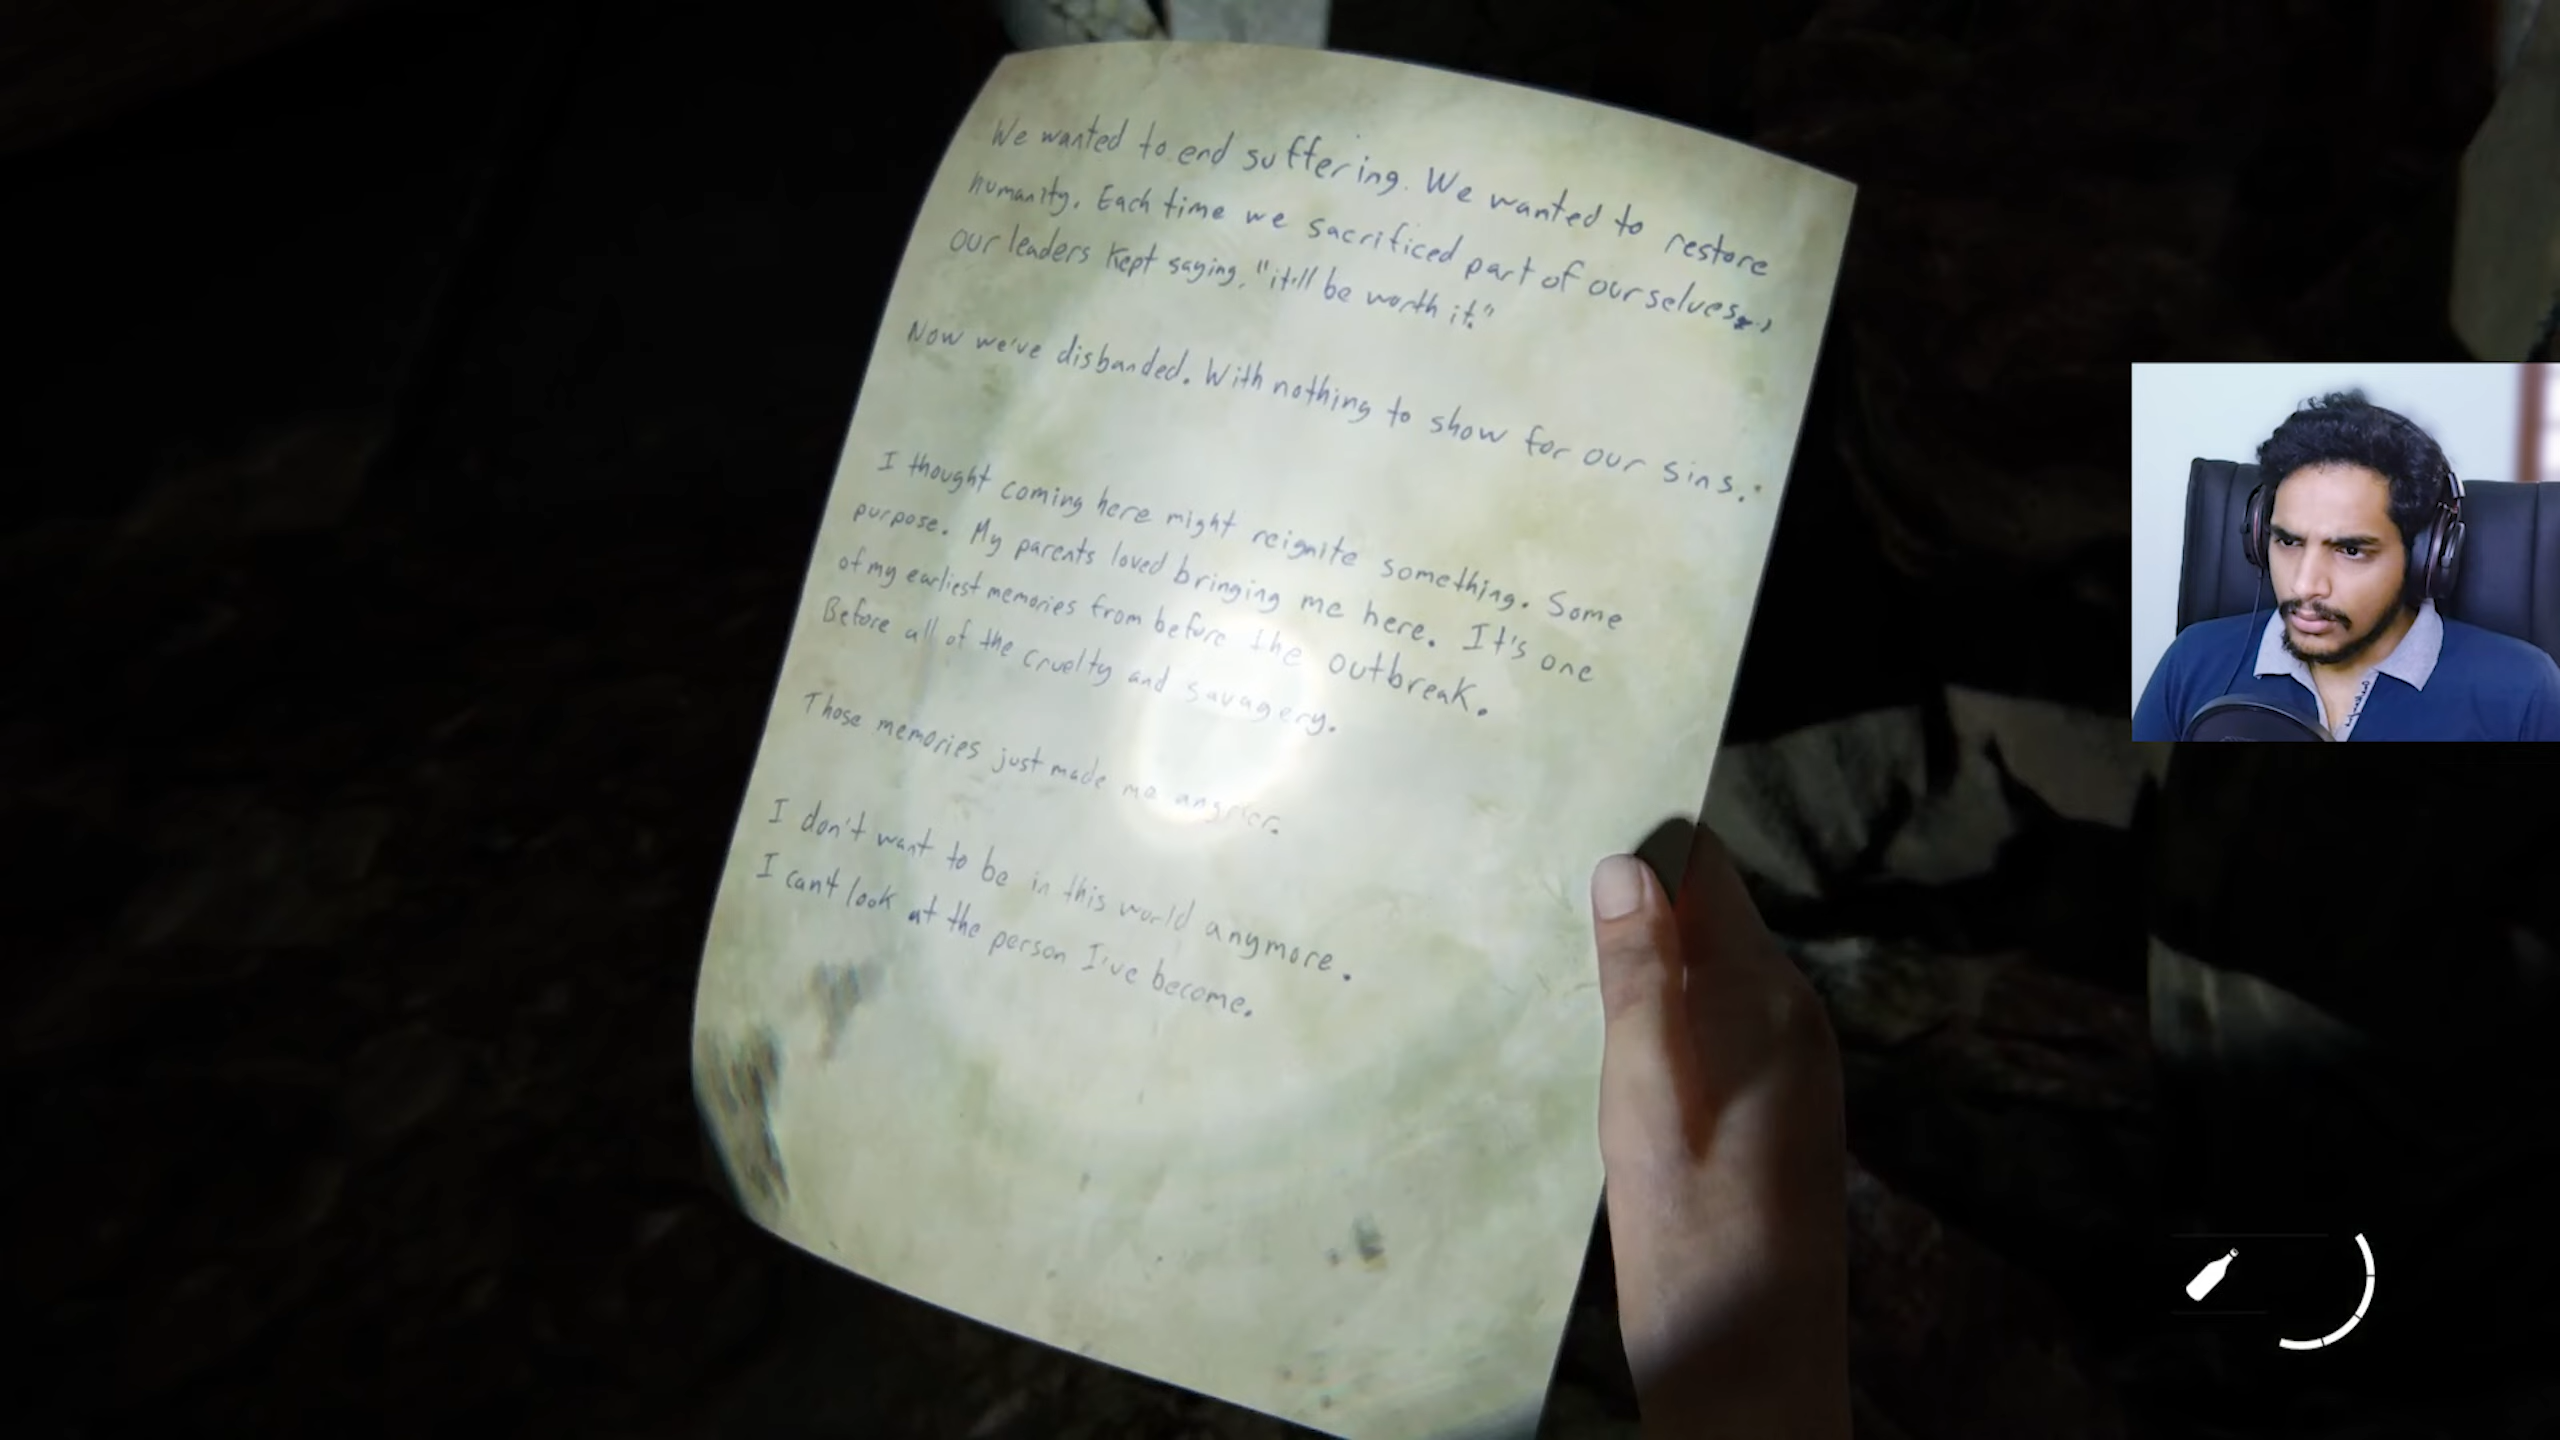 We wanted to end suffering. We wanted to restore
humanity. Each time we sacrificed part of ourselves,
our leaders kept saying, "it'll be worth it."
Now we've disbanded. With nothing to show for our sins.
I thought coming here might reignite something. Some
purpose. My parents loved bringing me here. It's one
of my earliest memories from before the outbreak.
Before all of the cruelty and savagery.
Those memories just made me angrier.
I don't want to be in this world anymore.
I can't look at the person I've become.